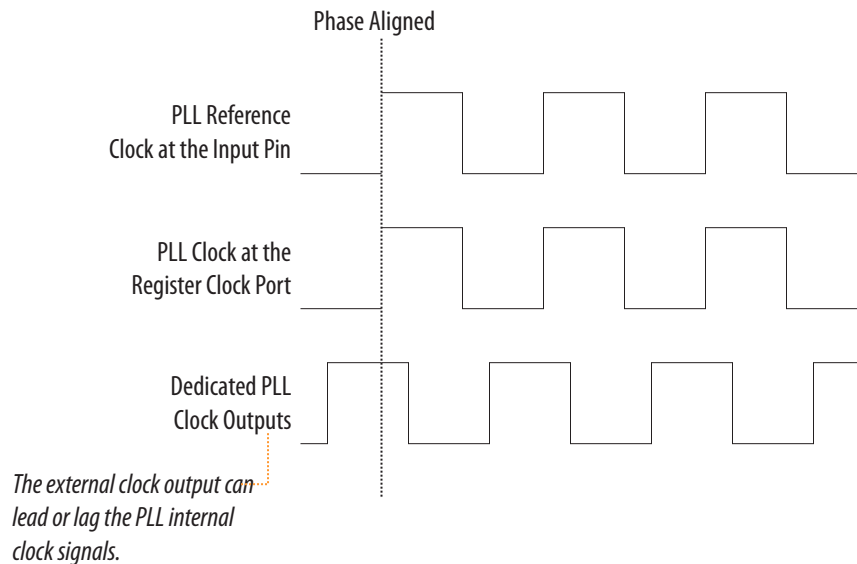 Phase Aligned
PLL Reference
Clock at the Input Pin
PLL Clock at the
Register Clock Port
Dedicated PLL
Clock Outputs
The external clock output can
lead or lag the PLL internal
clock signals.